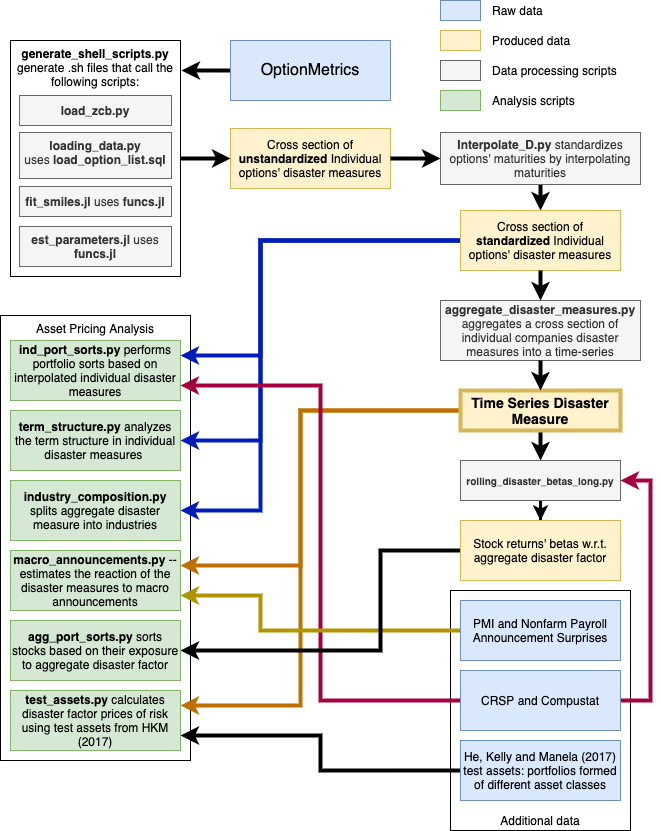 Raw data
Produced data
Data processing scripts
Analysis scripts
generate_shell_scripts.py
generate .sh files that call the
following scripts:
load_zcb.py
loading_data.py
uses load_option_list.sql
fit_smiles.jl uses funcs.jl
est_parameters.jl uses
funcs.jl
OptionMetrics
Cross section of
unstandardized Individual
options' disaster measures
Interpolate_D.py standardizes
options' maturities by interpolating
maturities
Cross section of
standardized Individual
options' disaster measures
aggregate_disaster_measures.py
aggregates a cross section of
individual companies disaster
measures into a time-series
Time Series Disaster
Measure
rolling_disaster_betas_long.py
Stock returns' betas w.r.t.
aggregate disaster factor
Asset Pricing Analysis
ind_port_sorts.py performs
portfolio sorts based on
interpolated individual disaster
measures
term_structure.py analyzes
the term structure in individual
disaster measures
industry_composition.py
splits aggregate disaster
measure into industries
macro_announcements.py --
estimates the reaction of the
disaster measures to macro
announcements
agg_port_sorts.py sorts
stocks based on their exposure
to aggregate disaster factor
test_assets.py calculates
disaster factor prices of risk
using test assets from HKM
(2017)
PMI and Nonfarm Payroll
Announcement Surprises
CRSP and Compustat
He, Kelly and Manela (2017)
test assets: portfolios formed
of different asset classes
Additional data